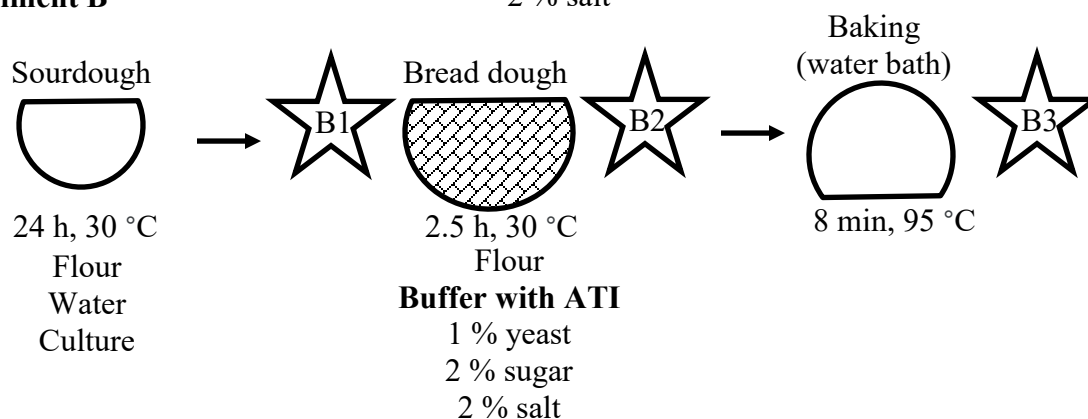 2 % salt
Baking
(water bath)
Sourdough
Bread dough
B1
B2
B3
24 h, 30 °C
2.5 h, 30 °C
8 min, 95 °C
Flour
Water
Culture
Flour
Buffer with ATI
1 % yeast
2 % sugar
2 % salt